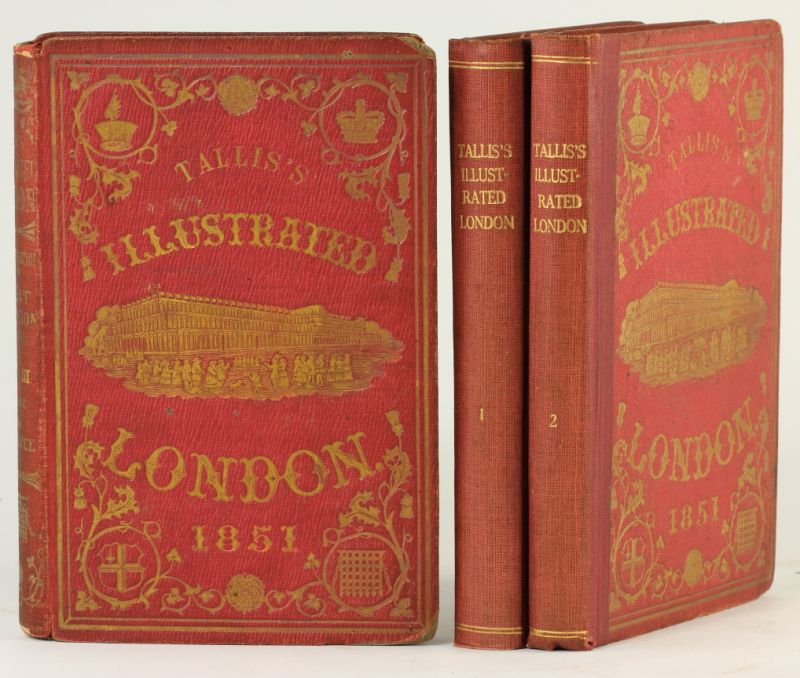 TALLIS'S
ILLUSTRATED
LONDON,
1851
TALLIS'S
ILLUST-
RATED
LONDON
1
TALLIS'S
ILLUST-
RATED
LONDON
2
TALLIS'S
ILLUSTRATED
LONDON,
1851